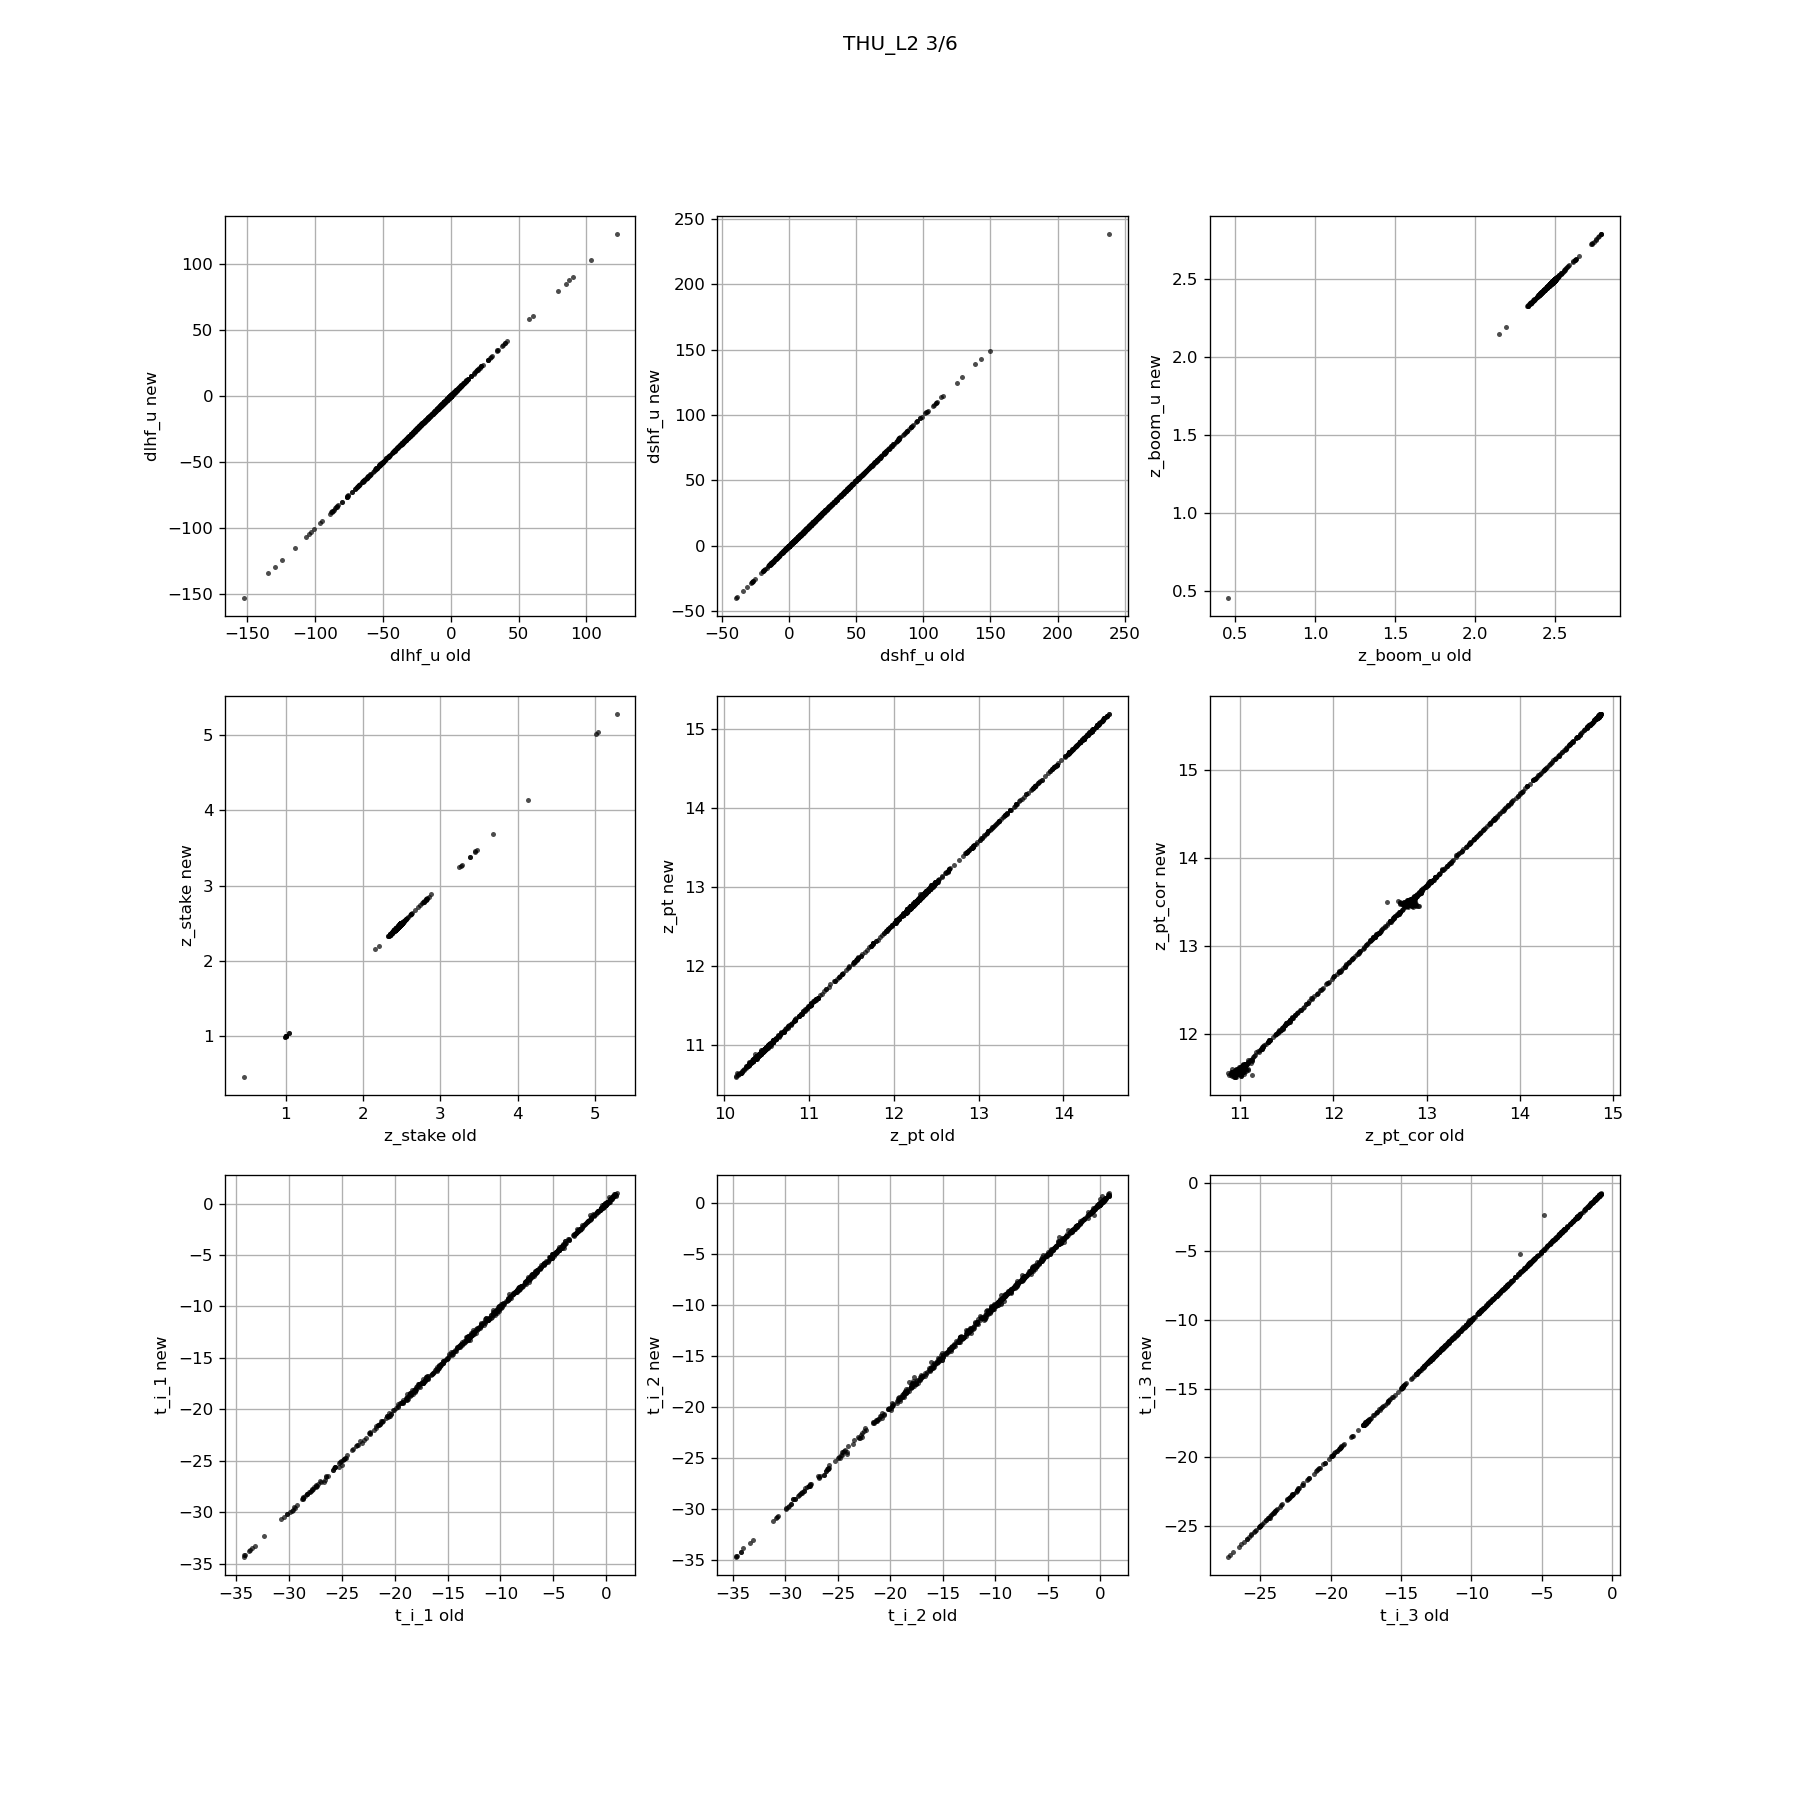 THU_L2 3/6
dlhf_u new
100
50
0
−50
−100
−150
−150 −100 −50 0 50 100
dlhf_u old
dshf_u new
250
200
150
100
50
0
−50
−50 0 50 100 150 200 250
dshf_u old
z_boom_u new
2.5
2.0
1.5
1.0
0.5
0.5 1.0 1.5 2.0 2.5
z_boom_u old
z_stake new
5
4
3
2
1
1 2 3 4 5
z_stake old
z_pt new
15
14
13
12
11
10 11 12 13 14
z_pt old
z_pt_cor new
15
14
13
12
11 12 13 14 15
z_pt_cor old
t_i_1 new
0
−5
−10
−15
−20
−25
−30
−35
−35 −30 −25 −20 −15 −10 −5 0
t_i_1 old
t_i_2 new
0
−5
−10
−15
−20
−25
−30
−35
−35 −30 −25 −20 −15 −10 −5 0
t_i_2 old
t_i_3 new
0
−5
−10
−15
−20
−25
−25 −20 −15 −10 −5 0
t_i_3 old